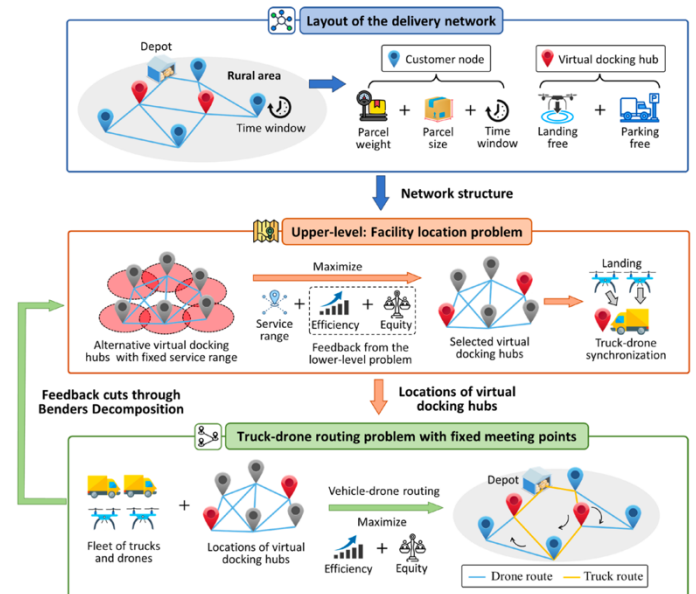 Layout of the delivery network
Depot
Rural area
Time window
Customer node
Virtual docking hub
Parcel
weight
+
Parcel
size
+
Time
window
Landing
free
+
Parking
free
Network structure
Upper-level: Facility location problem
Maximize
Service
range
+
Efficiency
+
Equity
Feedback from the
lower-level problem
Alternative virtual docking
hubs with fixed service range
Selected virtual
docking hubs
Landing
Truck-drone
synchronization
Feedback cuts through
Benders Decomposition
Locations of virtual
docking hubs
Truck-drone routing problem with fixed meeting points
Fleet of trucks
and drones
+
Locations of virtual
docking hubs
Vehicle-drone routing
Maximize
Efficiency
+
Equity
Depot
Drone route
Truck route